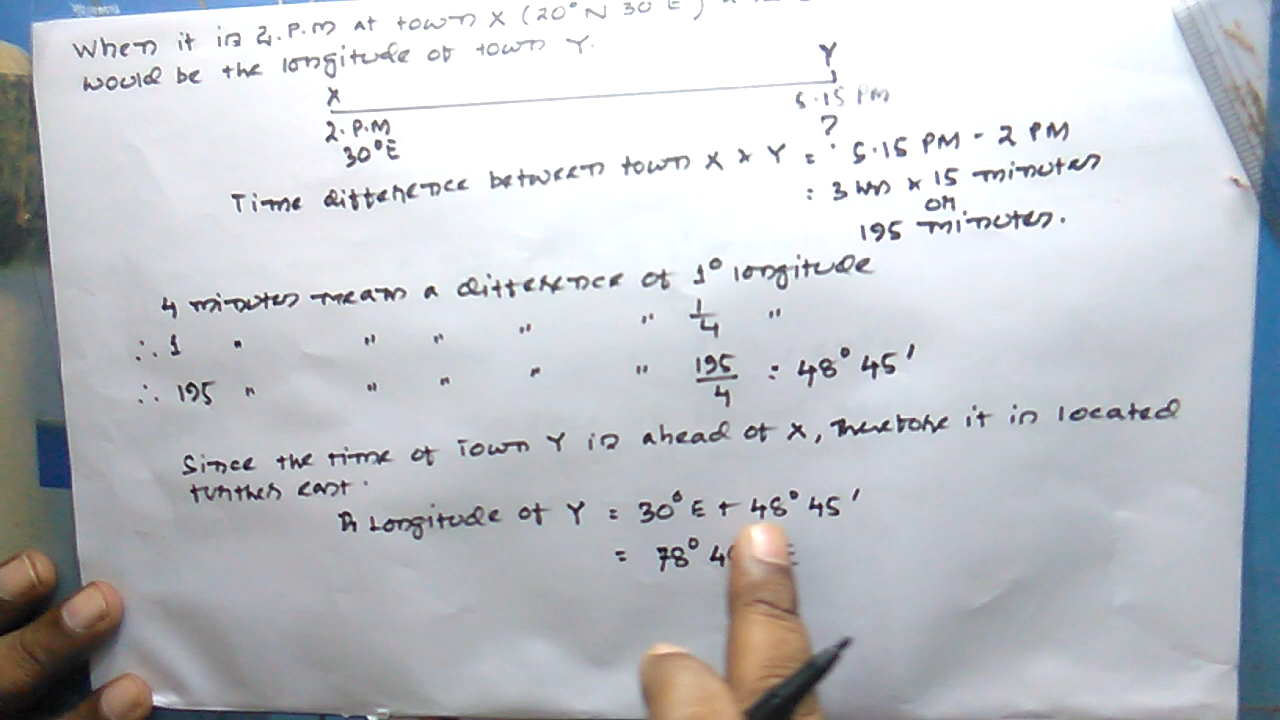 When it is 2. P.M at town X (20° N 30 E)
would be the longitude of town Y.
X Y
2. P.M 5.15 PM
30°E ?
Time difference between town X & Y = 5.15 PM - 2 PM
= 3 hrs & 15 minutes
or
195 minutes.
4 minutes mean a difference of 1° longitude
∴ 1 " " " " " 1/4 "
∴ 195 " " " " " 195/4 = 48° 45'
Since the time of Town Y is ahead of X, therefore it is located
further east.
Longitude of Y = 30° E + 48° 45'
= 78° 4